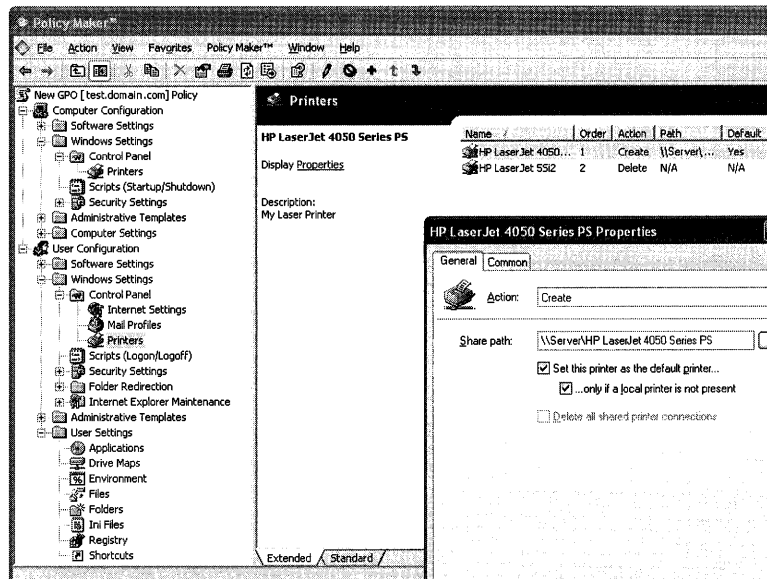 Policy Maker™
File Action View Favorites Policy Maker™ Window Help
New GPO [test.domain.com] Policy
Computer Configuration
Software Settings
Windows Settings
Control Panel
Printers
Scripts (Startup/Shutdown)
Security Settings
Administrative Templates
Computer Settings
User Configuration
Software Settings
Windows Settings
Control Panel
Internet Settings
Mail Profiles
Printers
Scripts (Logon/Logoff)
Security Settings
Folder Redirection
Internet Explorer Maintenance
Administrative Templates
User Settings
Applications
Drive Maps
Environment
Files
Folders
Ini Files
Registry
Shortcuts
Printers
HP LaserJet 4050 Series PS
Display Properties
Description:
My Laser Printer
Name Order Action Path Default
HP LaserJet 4050... 1 Create \\Server\... Yes
HP LaserJet 5Si2 2 Delete N/A N/A
HP LaserJet 4050 Series PS Properties
General Common
Action: Create
Share path: \\Server\HP LaserJet 4050 Series PS
Set this printer as the default printer...
...only if a local printer is not present
Delete all shared printer connections
Extended Standard